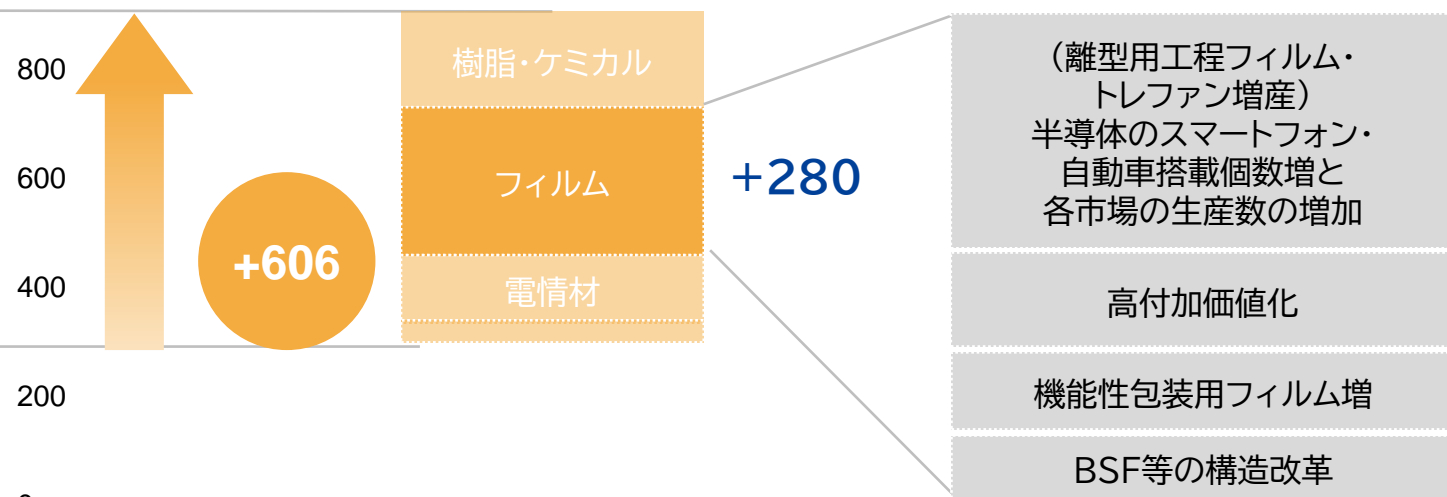 800
600
400
200
+606
樹脂・ケミカル
フィルム
電情材
+280
（離型用工程フィルム・
トレファン増産）
半導体のスマートフォン・
自動車搭載個数増と
各市場の生産数の増加
高付加価値化
機能性包装用フィルム増
BSF等の構造改革